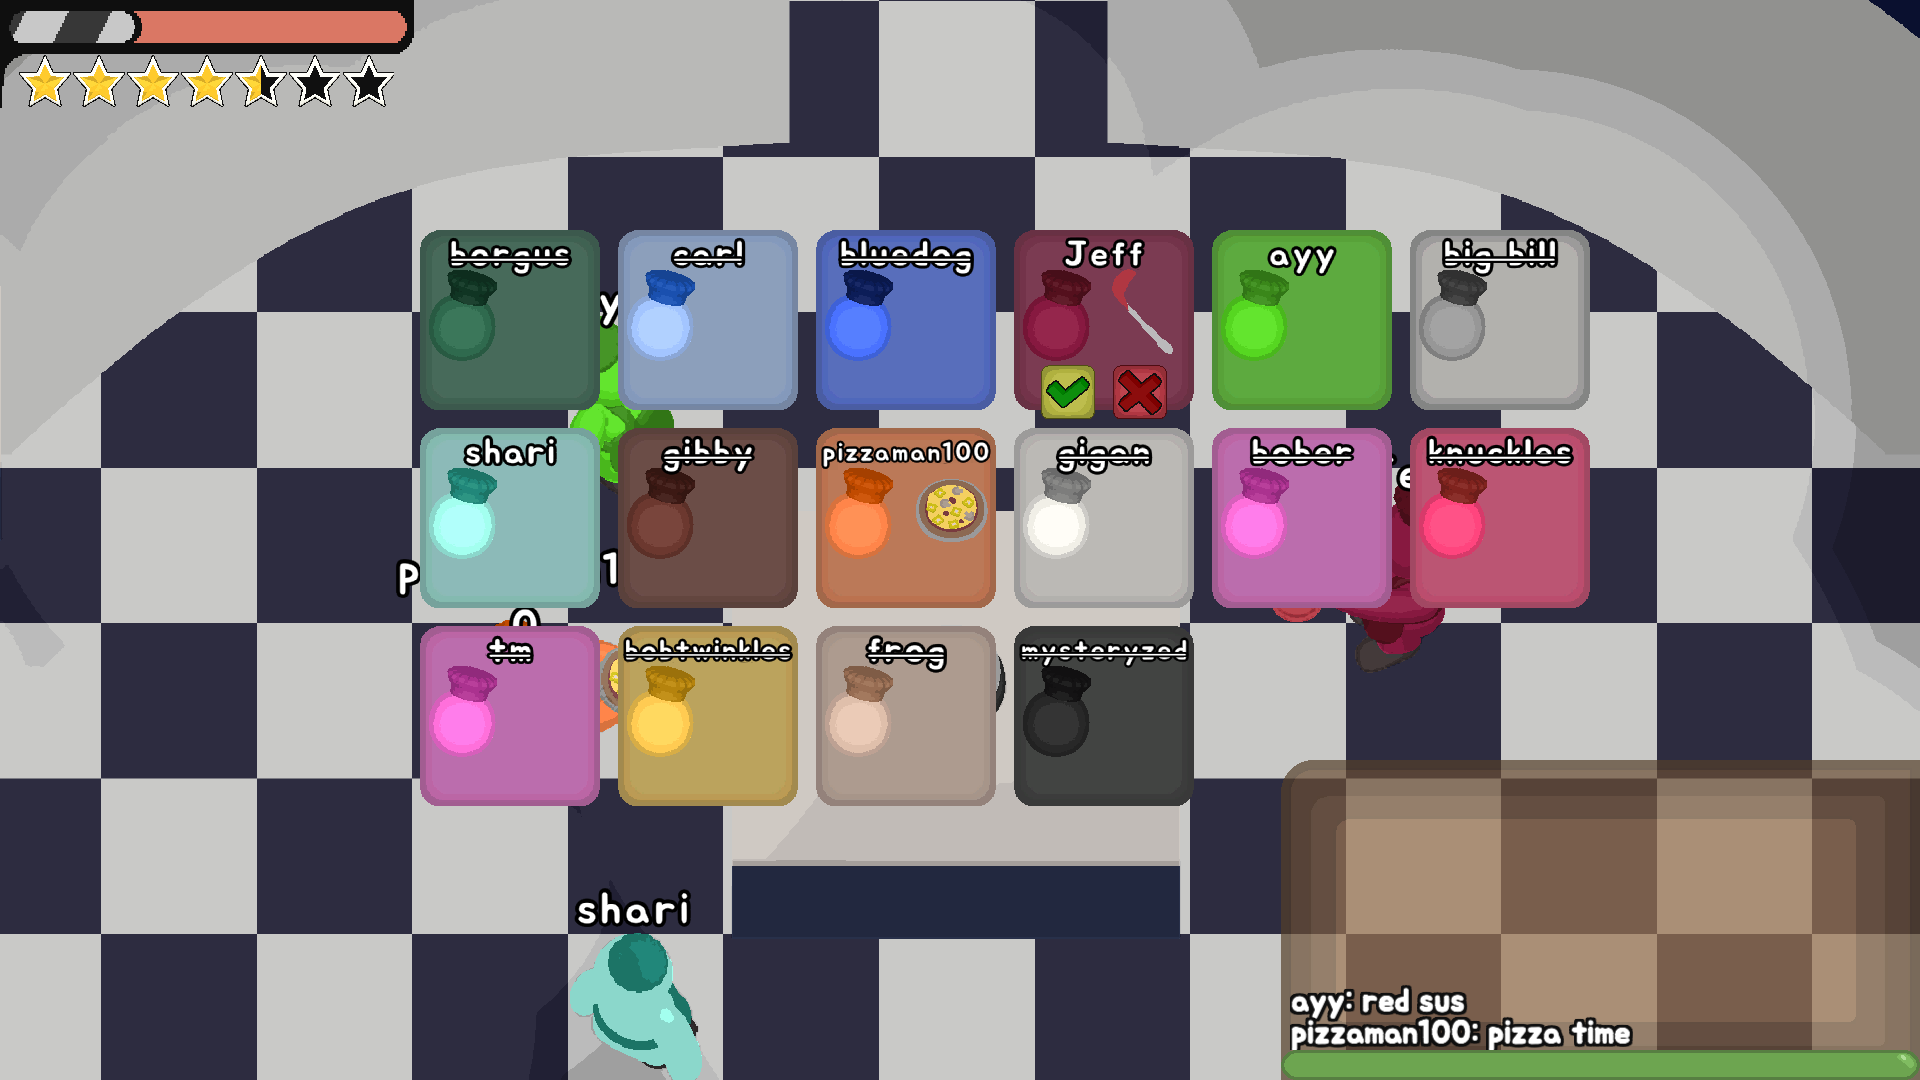 borgus
carl
bluedog
Jeff
ayy
big bill
shari
gibby
pizzaman100
gigan
bober
knuckles
tm
bobtwinkles
frog
mysteryzed
shari
ayy: red sus
pizzaman100: pizza time